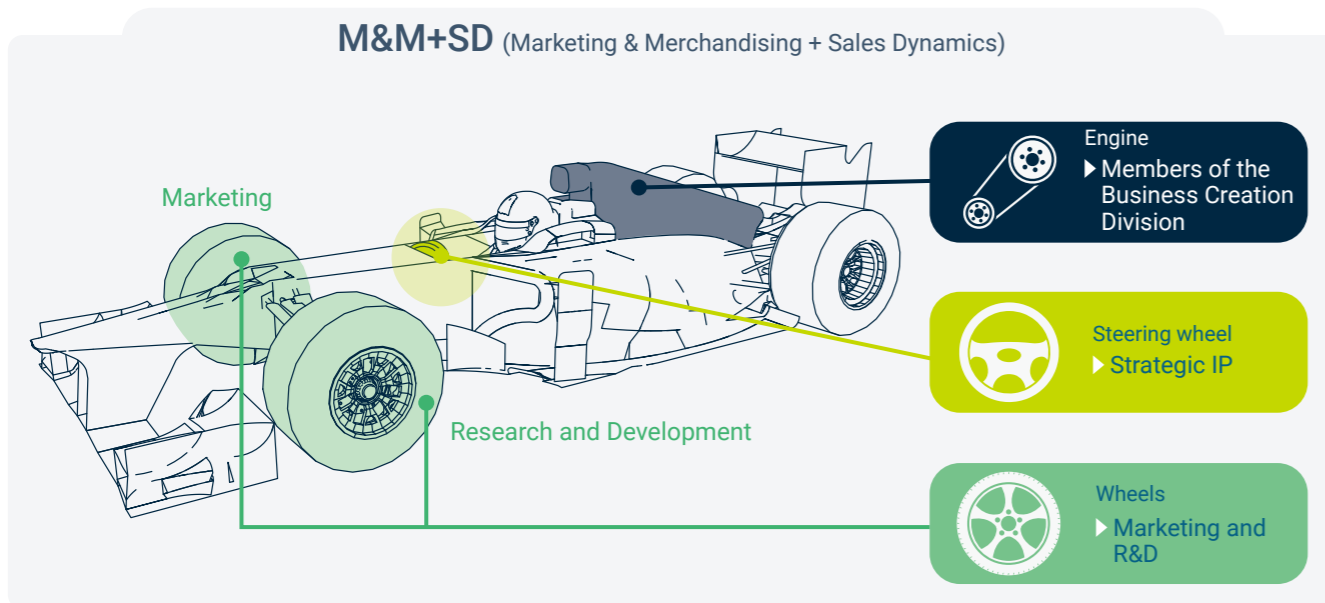 M&M+SD (Marketing & Merchandising + Sales Dynamics)
Marketing
Engine
Members of the
Business Creation
Division
Steering wheel
Strategic IP
Research and Development
Wheels
Marketing and
R&D